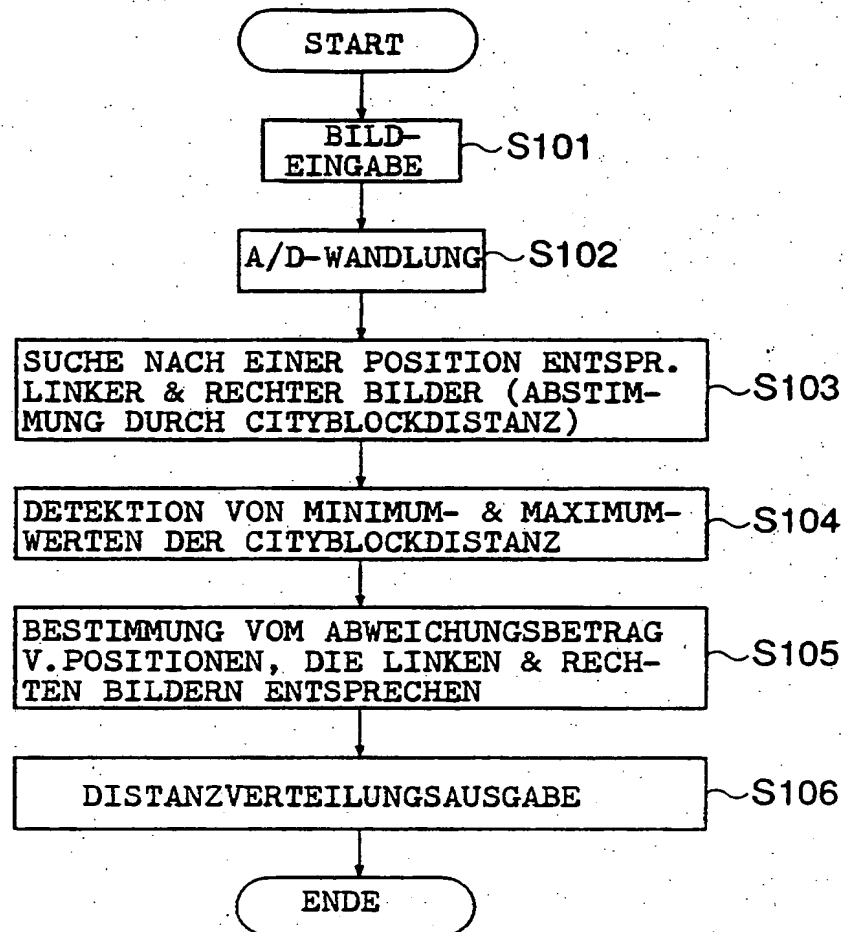 START
BILD-
EINGABE
S101
A/D-WANDLUNG
S102
SUCHE NACH EINER POSITION ENTSPR.
LINKER & RECHTER BILDER (ABSTIM-
MUNG DURCH CITYBLOCKDISTANZ)
S103
DETEKTION VON MINIMUM- & MAXIMUM-
WERTEN DER CITYBLOCKDISTANZ
S104
BESTIMMUNG VOM ABWEICHUNGSBETRAG
V.POSITIONEN, DIE LINKEN & RECH-
TEN BILDERN ENTSPRECHEN
S105
DISTANZVERTEILUNGSAUSGABE
S106
ENDE